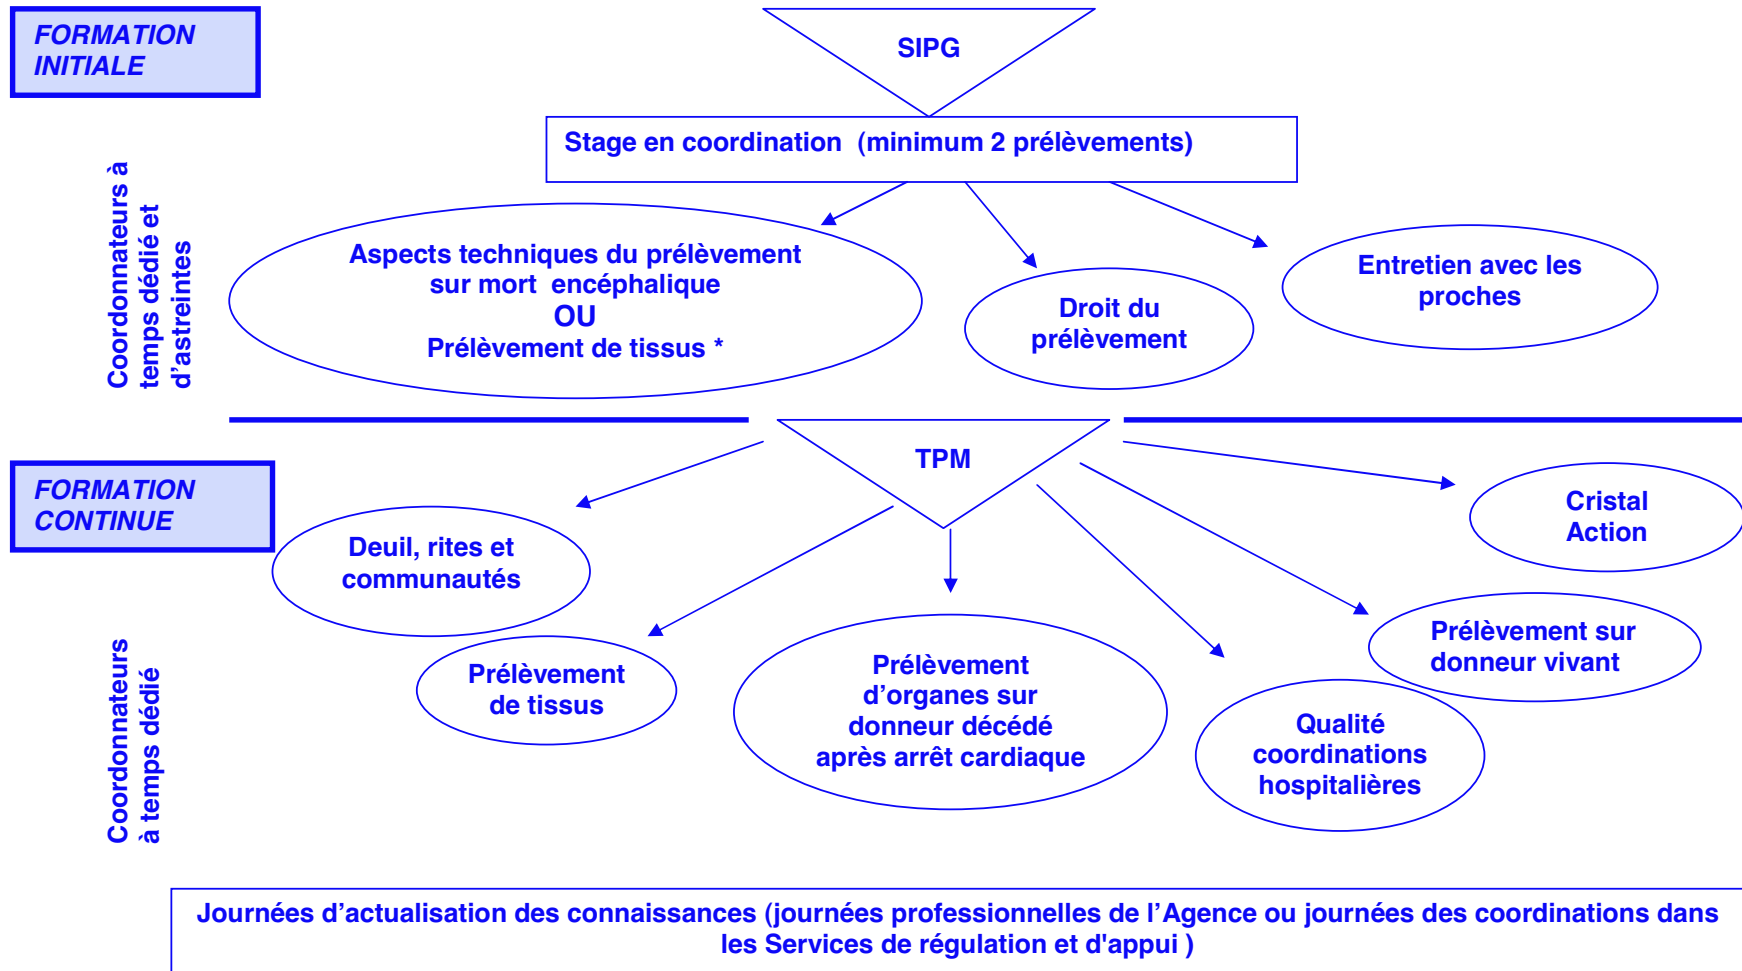 FORMATION
INITIALE
SIPG
Stage en coordination (minimum 2 prélèvements)
Coordonnateurs à
temps dédié et
d'astreintes
Aspects techniques du prélèvement
sur mort encéphalique
OU
Prélèvement de tissus *
Droit du
prélèvement
Entretien avec les
proches
TPM
FORMATION
CONTINUE
Cristal
Action
Deuil, rites et
communautés
Coordonnateurs
à temps dédié
Prélèvement
de tissus
Prélèvement
d’organes sur
donneur décédé
après arrêt cardiaque
Prélèvement sur
donneur vivant
Qualité
coordinations
hospitalières
Journées d’actualisation des connaissances (journées professionnelles de l’Agence ou journées des coordinations dans
les Services de régulation et d'appui )